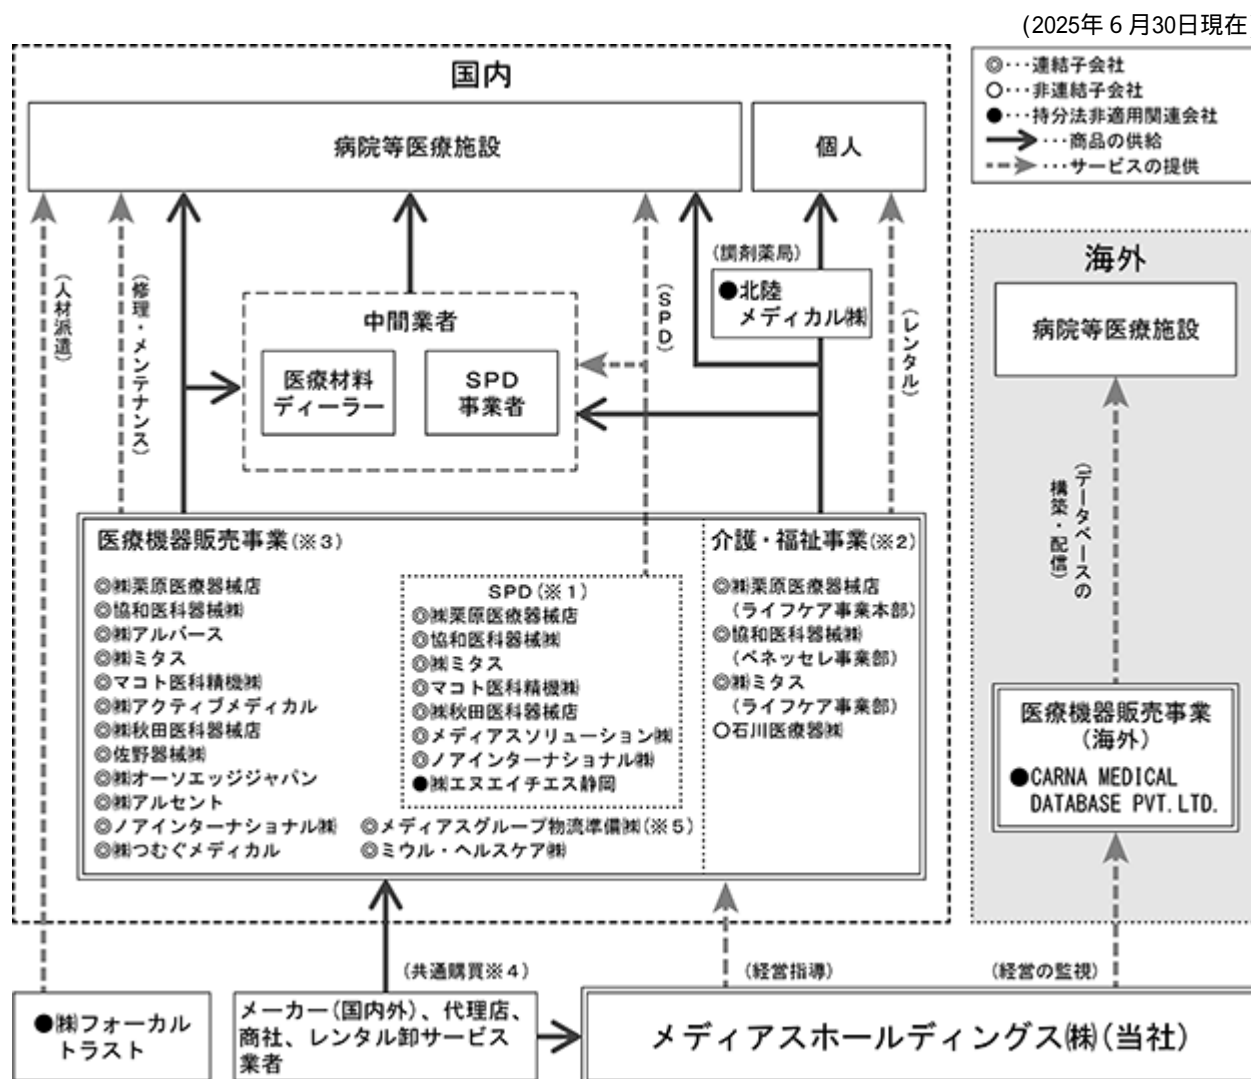 (2025年６月30日現在
◎･･･連結子会社
○･･･非連結子会社
●･･･持分法非適用関連会社
･･･商品の供給
･･･サービスの提供
国内
病院等医療施設
個人
(人材派遣)
(修理・メンテナンス)
中間業者
医療材料
ディーラー
SPD
事業者
(SPD)
(調剤薬局)
●北陸
メディカル㈱
(レンタル)
医療機器販売事業(※3)
◎㈱栗原医療器械店
◎協和医科器械㈱
◎㈱アルバース
◎㈱ミタス
◎マコト医科精機㈱
◎㈱アクティブメディカル
◎㈱秋田医科器械店
◎佐野器械㈱
◎㈱オーソエッジジャパン
◎㈱アルセント
◎ノアインターナショナル㈱
◎㈱つむぐメディカル
SPD(※1)
◎㈱栗原医療器械店
◎協和医科器械㈱
◎㈱ミタス
◎マコト医科精機㈱
◎㈱秋田医科器械店
◎メディアスソリューション㈱
◎ノアインターナショナル㈱
●㈱エヌエイチエス静岡
◎メディアスグループ物流準備㈱(※5)
◎ミウル・ヘルスケア㈱
介護・福祉事業(※2)
◎㈱栗原医療器械店
(ライフケア事業本部)
◎協和医科器械㈱
(ベネッセレ事業部)
◎㈱ミタス
(ライフケア事業部)
○石川医療器㈱
海外
病院等医療施設
(データベースの
構築・配信)
医療機器販売事業
(海外)
●CARNA MEDICAL
DATABASE PVT.LTD.
(共通購買※4)
(経営指導)
(経営の監視)
●㈱フォーカル
トラスト
メーカー(国内外)、代理店、
商社、レンタル卸サービス
業者
メディアスホールディングス㈱(当社)